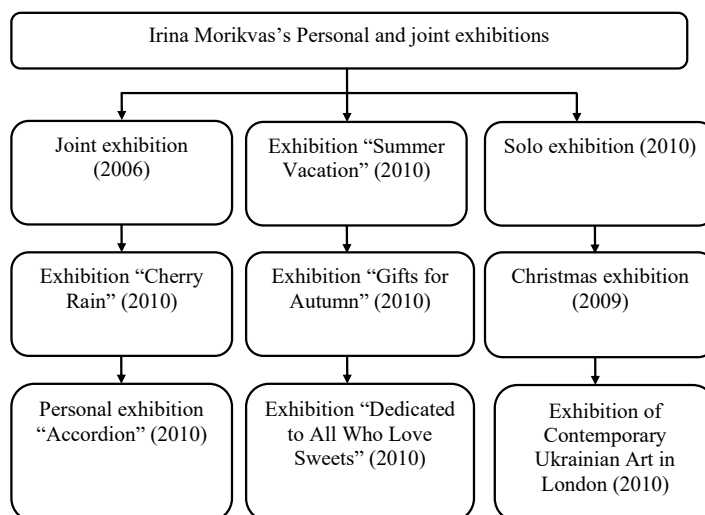 Irina Morikvas's Personal and joint exhibitions
Joint exhibition
(2006)
Exhibition “Summer
Vacation” (2010)
Solo exhibition (2010)
Exhibition “Cherry
Rain” (2010)
Exhibition “Gifts for
Autumn” (2010)
Christmas exhibition
(2009)
Personal exhibition
“Accordion” (2010)
Exhibition “Dedicated
to All Who Love
Sweets” (2010)
Exhibition of
Contemporary
Ukrainian Art in
London (2010)